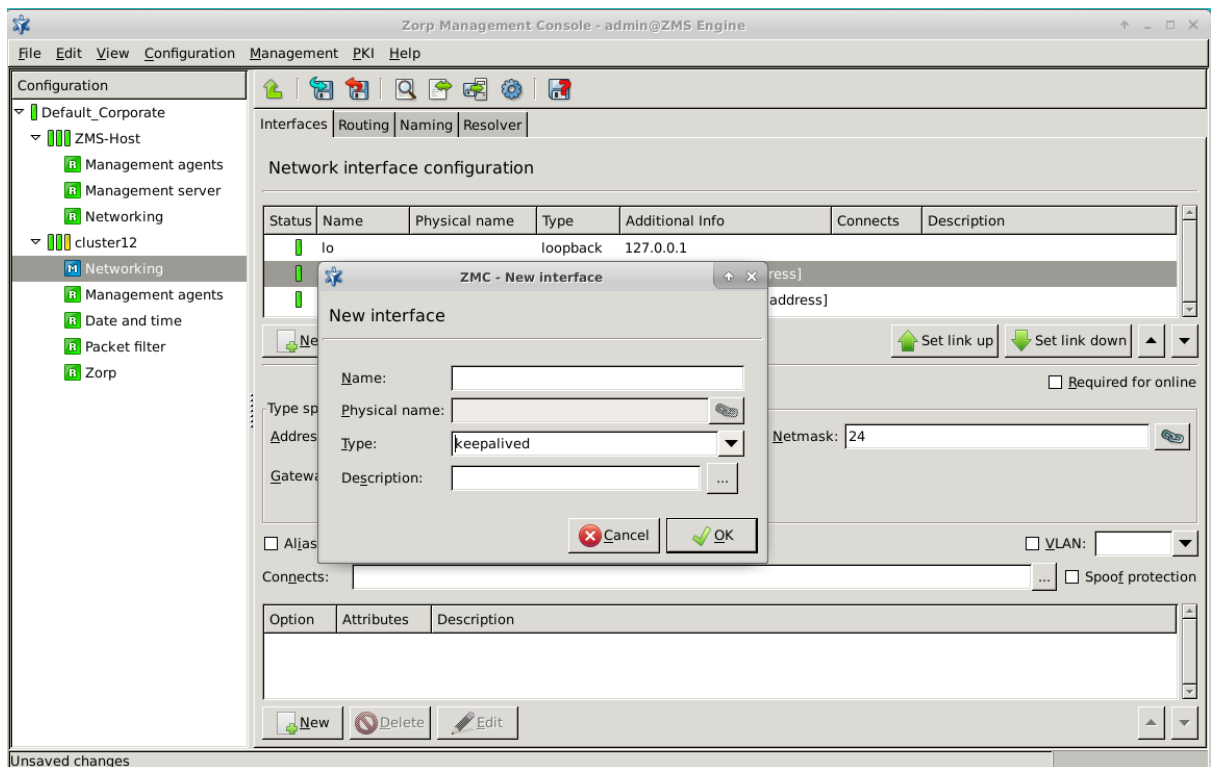 Zorp Management Console - admin@ZMS Engine
File Edit View Configuration Management PKI Help
Configuration
Default_Corporate
ZMS-Host
R Management agents
R Management server
R Networking
cluster12
M Networking
R Management agents
R Date and time
R Packet filter
R Zorp
Interfaces Routing Naming Resolver
Network interface configuration
Status Name Physical name Type Additional Info Connects Description
lo loopback 127.0.0.1
ress]
address]
Ne
Set link up Set link down
Required for online
Type sp
Addres
Netmask: 24
Gatewa
Alias
VLAN:
Connects: ... Spoof protection
Option Attributes Description
New Delete Edit
Unsaved changes
ZMC - New interface
New interface
Name:
Physical name:
Type: keepalived
Description: ...
Cancel OK